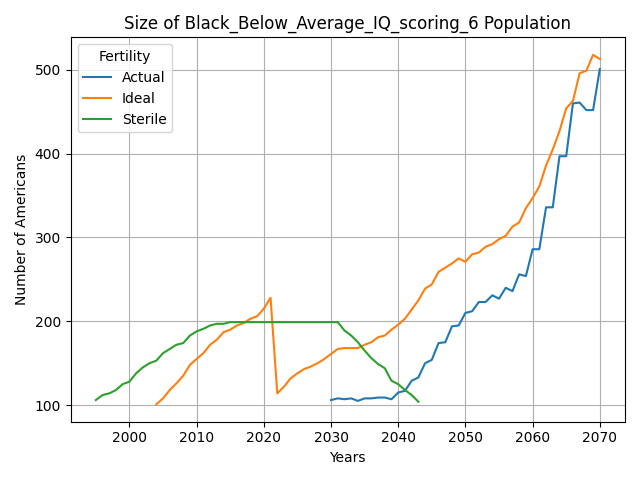 Size of Black_Below_Average_IQ_scoring_6 Population
Fertility
Actual
Ideal
Sterile
Number of Americans
500
400
300
200
100
2000 2010 2020 2030 2040 2050 2060 2070
Years